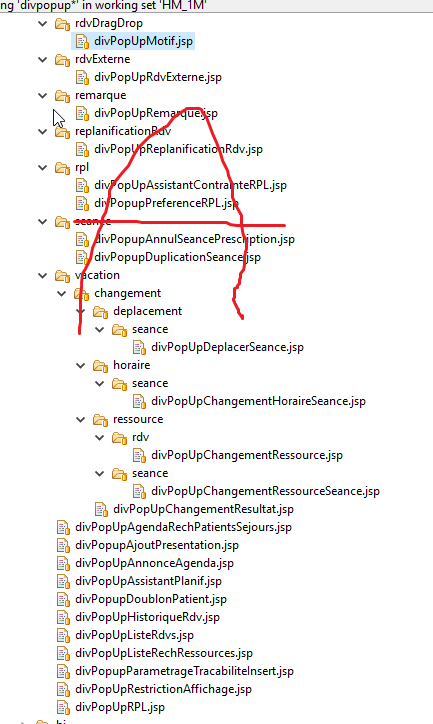 ng 'divpopup*' in working set 'HM_1M'
rdvDragDrop
divPopUpMotif.jsp
rdvExterne
divPopUpRdvExterne.jsp
remarque
divPopUpRemarque.jsp
replanificationRdv
divPopUpReplanificationRdv.jsp
rpl
divPopUpAssistantContrainteRPL.jsp
divPopupPreferenceRPL.jsp
seance
divPopupAnnulSeancePrescription.jsp
divPopupDuplicationSeance.jsp
vacation
changement
deplacement
seance
divPopUpDeplacerSeance.jsp
horaire
seance
divPopUpChangementHoraireSeance.jsp
ressource
rdv
divPopUpChangementRessource.jsp
seance
divPopUpChangementRessourceSeance.jsp
divPopUpChangementResultat.jsp
divPopUpAgendaRechPatientsSejours.jsp
divPopupAjoutPresentation.jsp
divPopUpAnnonceAgenda.jsp
divPopUpAssistantPlanif.jsp
divPopupDoublonPatient.jsp
divPopUpHistoriqueRdv.jsp
divPopUpListeRdvs.jsp
divPopUpListeRechRessources.jsp
divPopupParametrageTracabiliteInsert.jsp
divPopUpRestrictionAffichage.jsp
divPopUpRPL.jsp